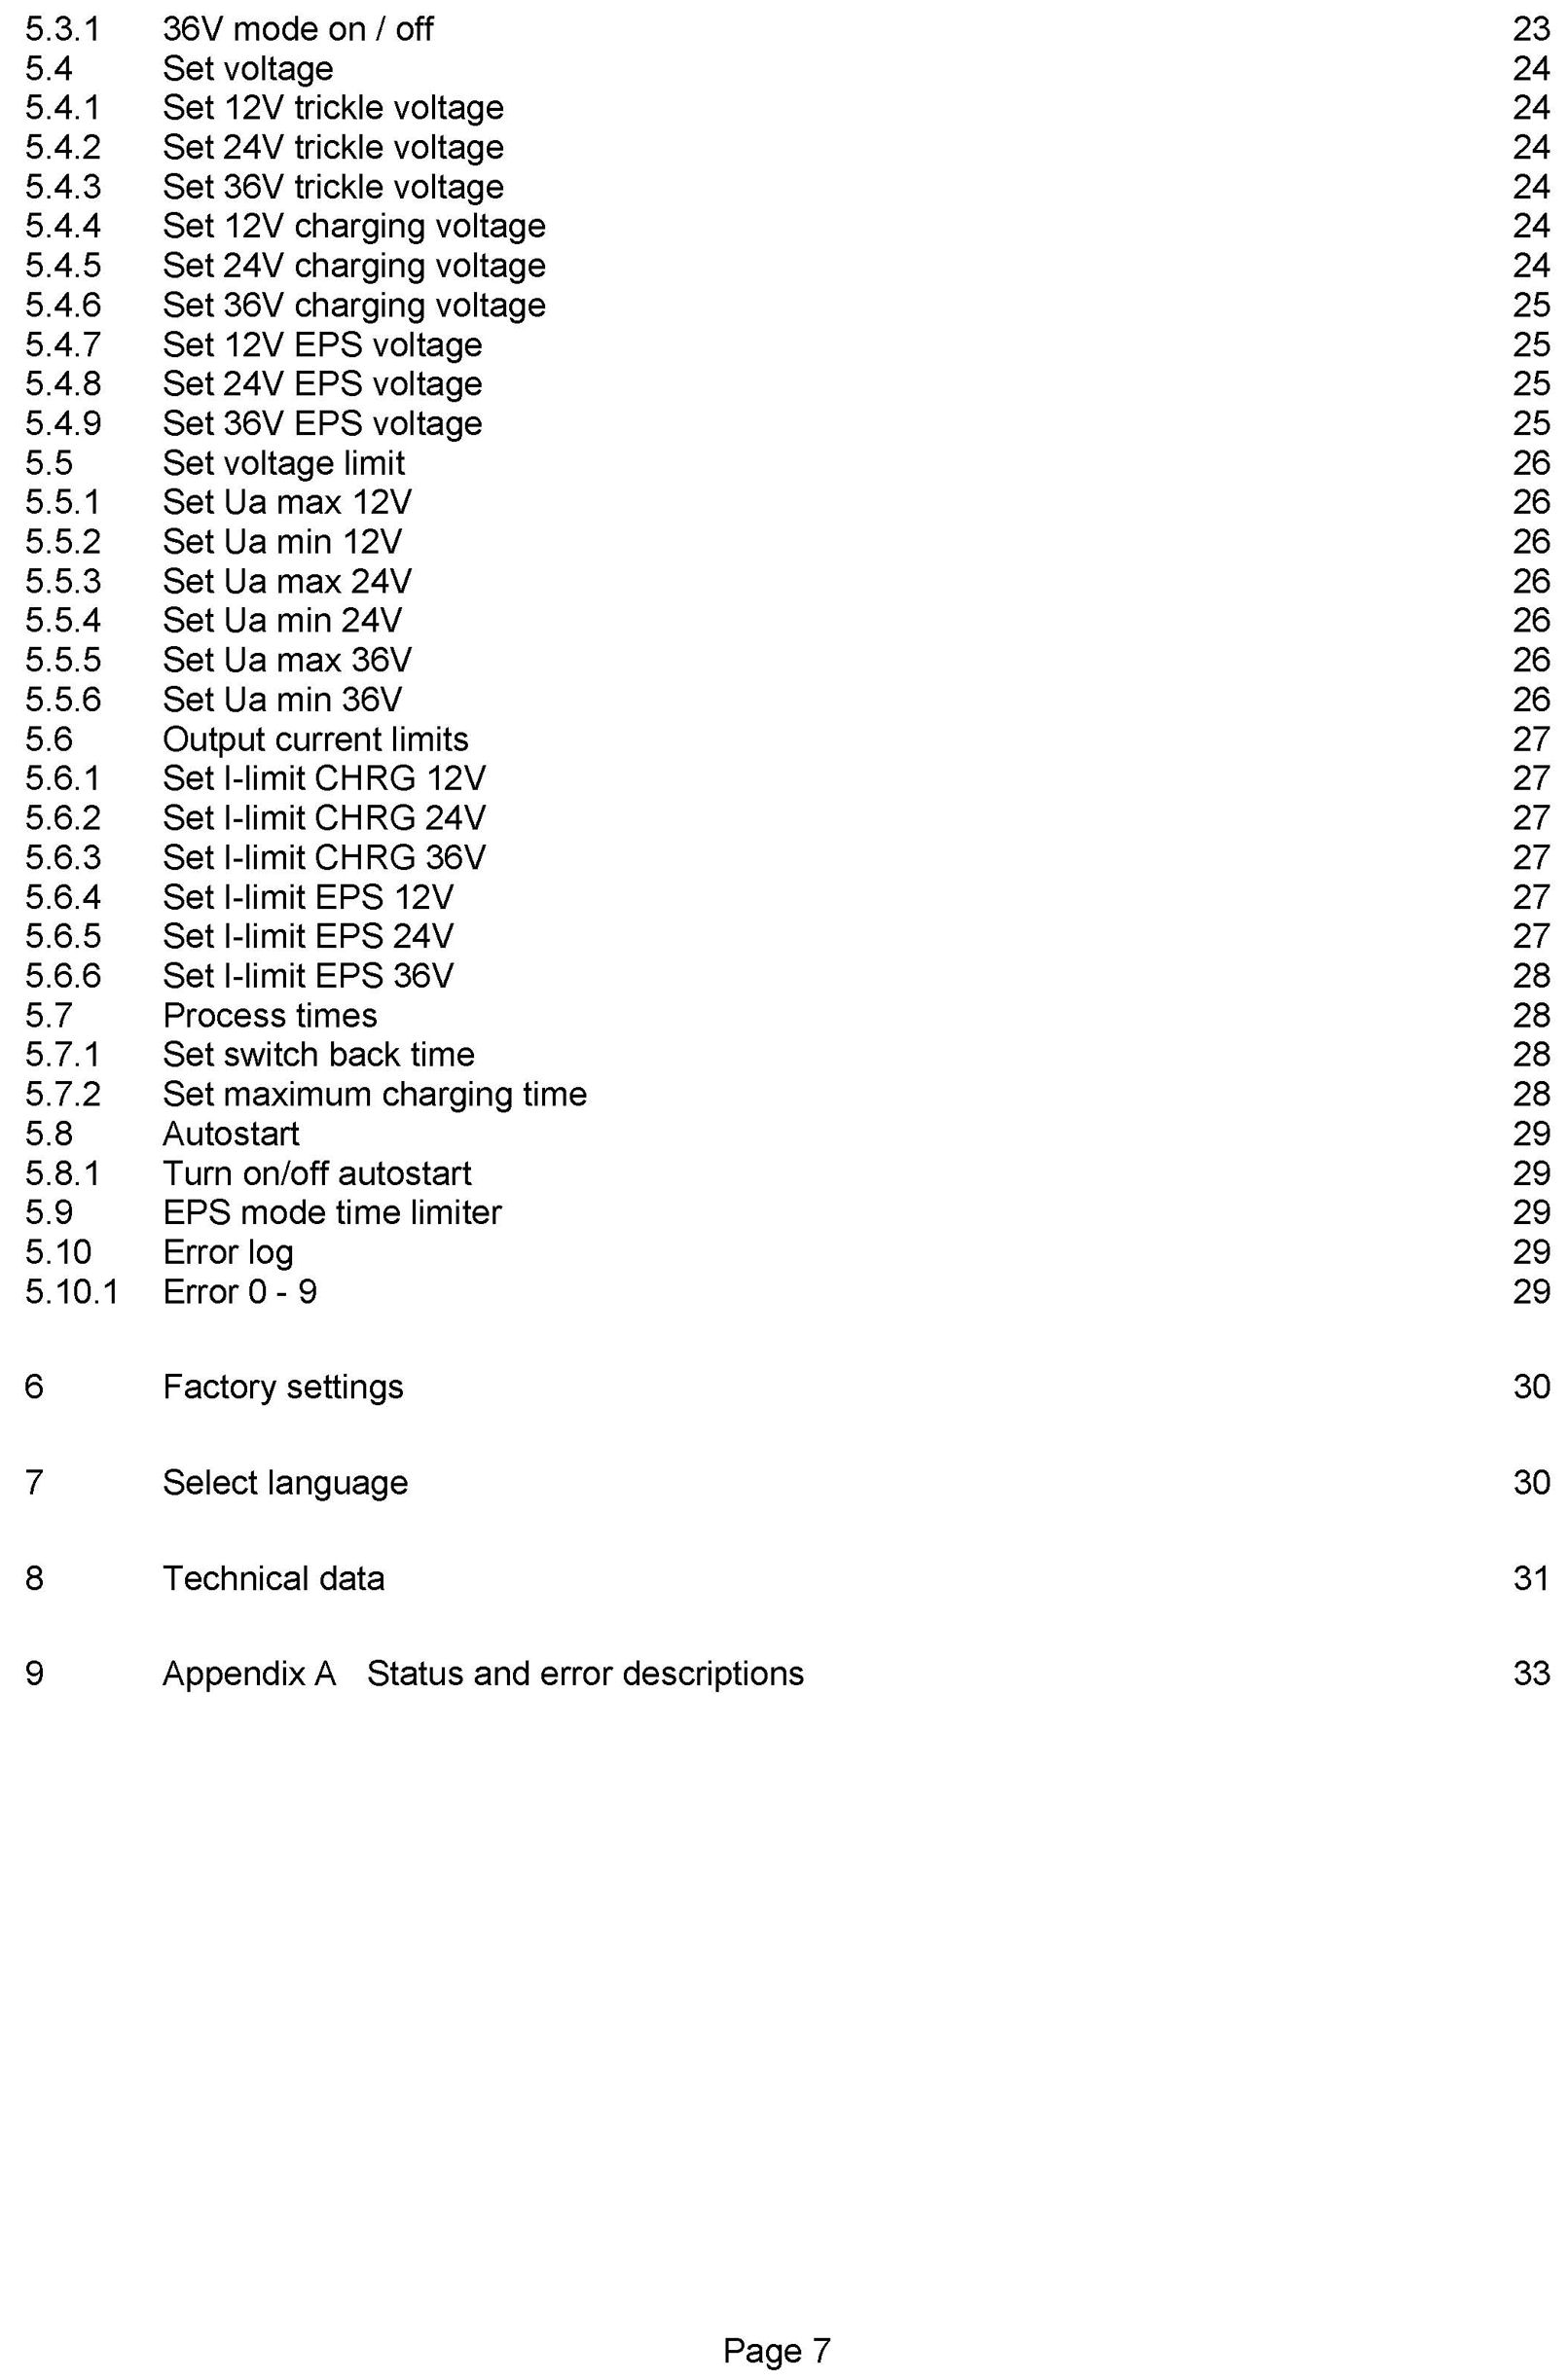 5.3.1 36V mode on / off 23
5.4 Set voltage 24
5.4.1 Set 12V trickle voltage 24
5.4.2 Set 24V trickle voltage 24
5.4.3 Set 36V trickle voltage 24
5.4.4 Set 12V charging voltage 24
5.4.5 Set 24V charging voltage 24
5.4.6 Set 36V charging voltage 25
5.4.7 Set 12V EPS voltage 25
5.4.8 Set 24V EPS voltage 25
5.4.9 Set 36V EPS voltage 25
5.5 Set voltage limit 26
5.5.1 Set Ua max 12V 26
5.5.2 Set Ua min 12V 26
5.5.3 Set Ua max 24V 26
5.5.4 Set Ua min 24V 26
5.5.5 Set Ua max 36V 26
5.5.6 Set Ua min 36V 26
5.6 Output current limits 27
5.6.1 Set I-limit CHRG 12V 27
5.6.2 Set I-limit CHRG 24V 27
5.6.3 Set I-limit CHRG 36V 27
5.6.4 Set I-limit EPS 12V 27
5.6.5 Set I-limit EPS 24V 27
5.6.6 Set I-limit EPS 36V 28
5.7 Process times 28
5.7.1 Set switch back time 28
5.7.2 Set maximum charging time 28
5.8 Autostart 29
5.8.1 Turn on/off autostart 29
5.9 EPS mode time limiter 29
5.10 Error log 29
5.10.1 Error 0 - 9 29
6 Factory settings 30
7 Select language 30
8 Technical data 31
9 Appendix A Status and error descriptions 33
Page 7